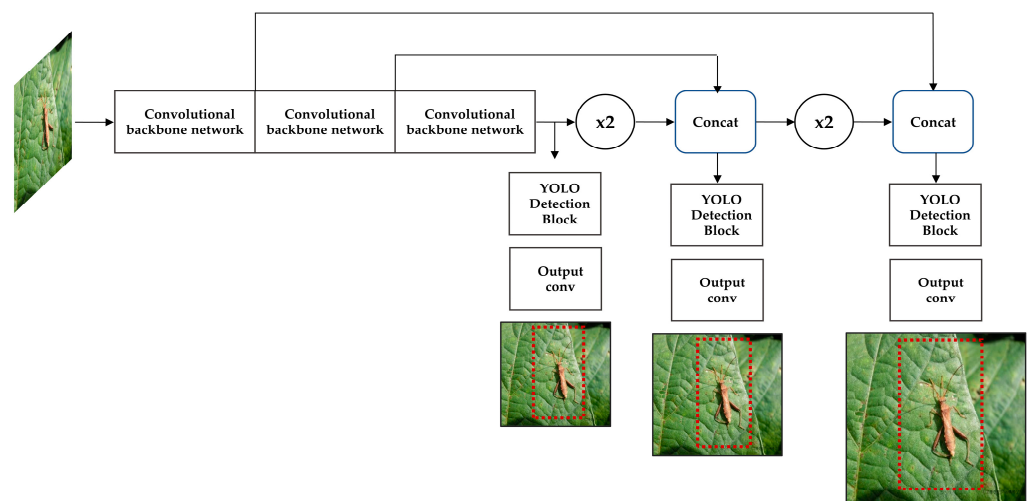 Convolutional
backbone network
Convolutional
backbone network
Convolutional
backbone network
x2
Concat
x2
Concat
YOLO
Detection
Block
YOLO
Detection
Block
YOLO
Detection
Block
Output
conv
Output
conv
Output
conv